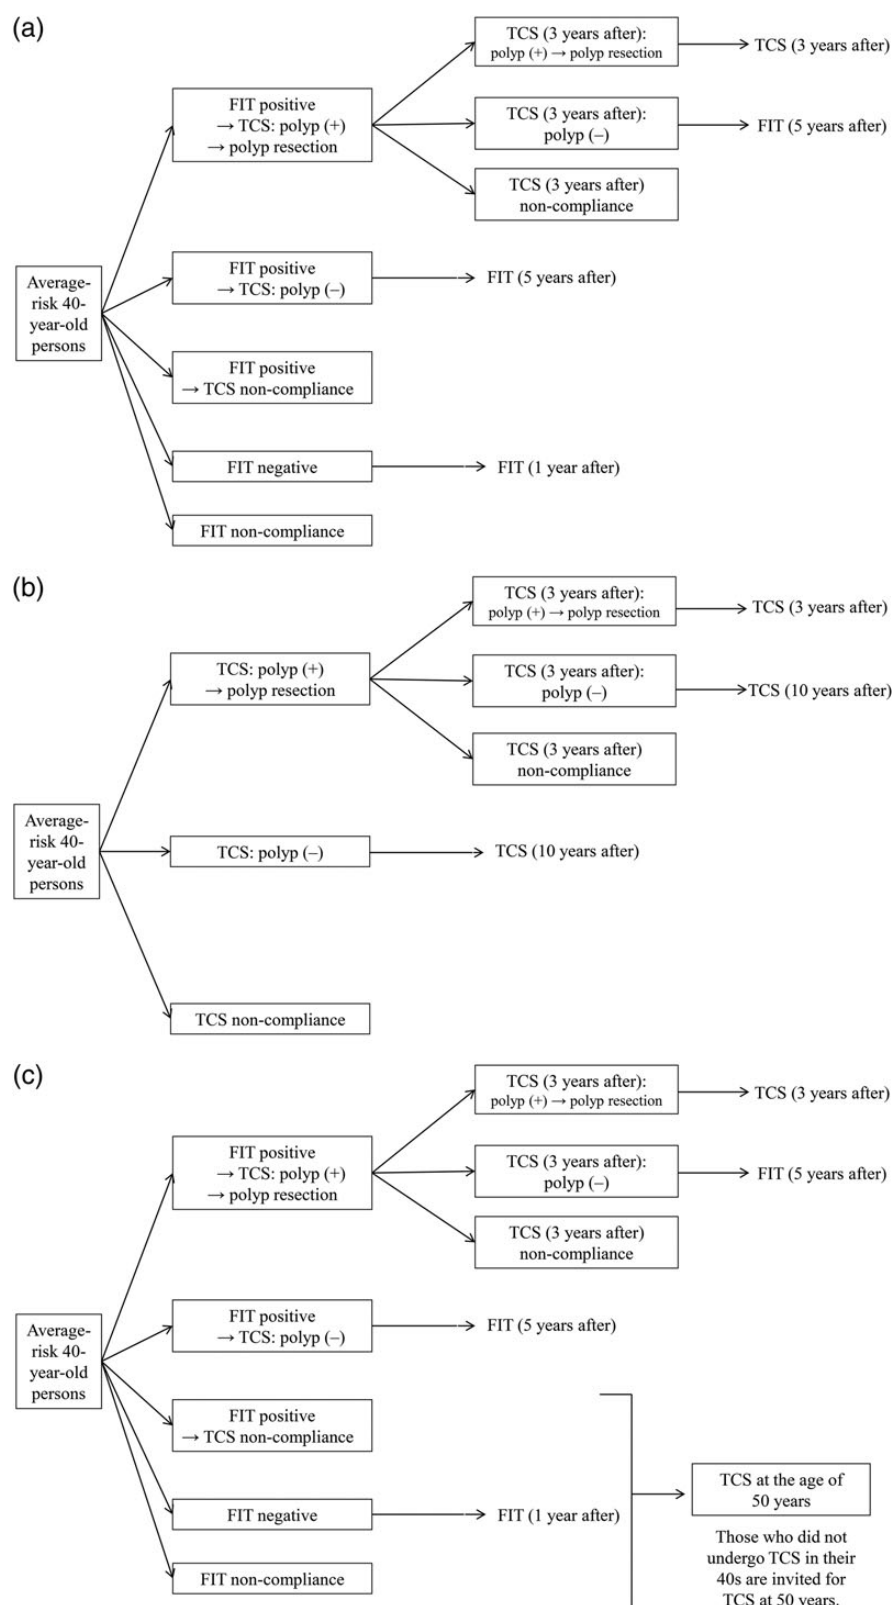 (a)
TCS (3 years after):
polyp (+) → polyp resection
TCS (3 years after)
FIT positive
→ TCS: polyp (+)
→ polyp resection
TCS (3 years after):
polyp (–)
FIT (5 years after)
TCS (3 years after)
non-compliance
Average-
risk 40-
year-old
persons
FIT positive
→ TCS: polyp (–)
FIT (5 years after)
FIT positive
→ TCS non-compliance
FIT negative
FIT (1 year after)
FIT non-compliance
(b)
TCS (3 years after):
polyp (+) → polyp resection
TCS (3 years after)
TCS: polyp (+)
→ polyp resection
TCS (3 years after):
polyp (–)
TCS (10 years after)
TCS (3 years after)
non-compliance
Average-
risk 40-
year-old
persons
TCS: polyp (–)
TCS (10 years after)
TCS non-compliance
(c)
TCS (3 years after):
polyp (+) → polyp resection
TCS (3 years after)
FIT positive
→ TCS: polyp (+)
→ polyp resection
TCS (3 years after):
polyp (–)
FIT (5 years after)
TCS (3 years after)
non-compliance
Average-
risk 40-
year-old
persons
FIT positive
→ TCS: polyp (–)
FIT (5 years after)
FIT positive
→ TCS non-compliance
FIT negative
FIT (1 year after)
FIT non-compliance
TCS at the age of
50 years
Those who did not
undergo TCS in their
40s are invited for
TCS at 50 years.